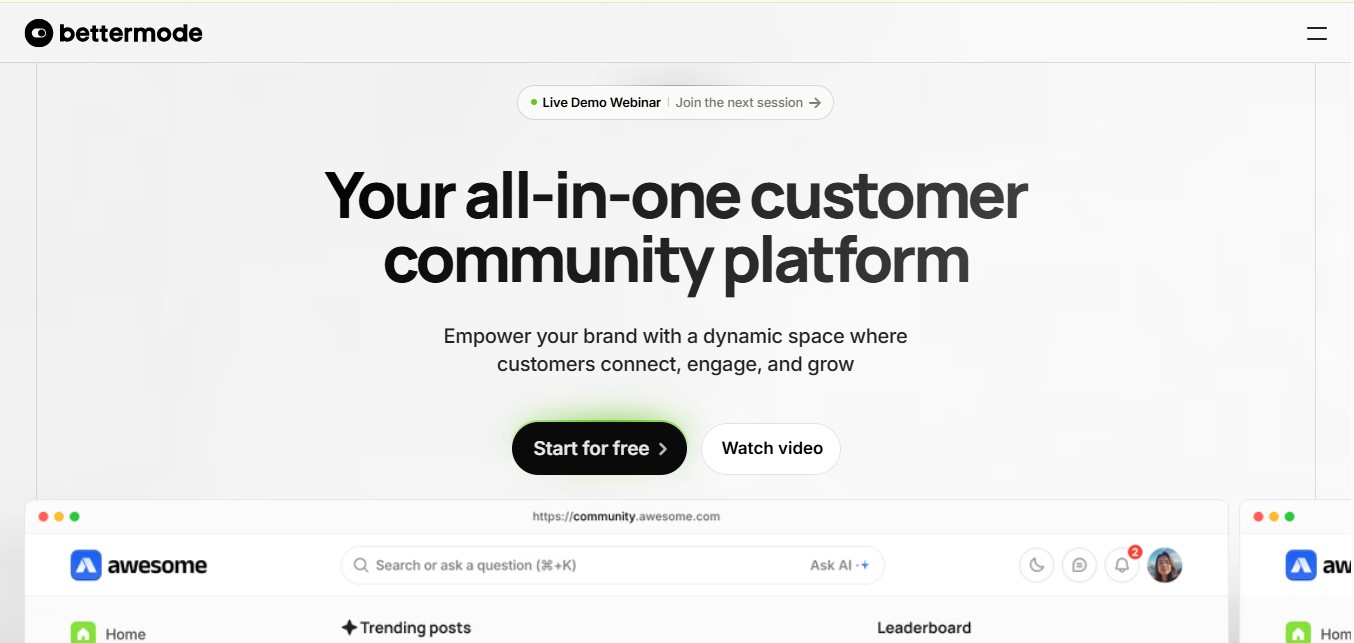 bettermode
Live Demo Webinar | Join the next session →
Your all-in-one customer
community platform
Empower your brand with a dynamic space where
customers connect, engage, and grow
Start for free ›
Watch video
https://community.awesome.com
awesome
Search or ask a question (⌘+K)
Ask AI
2
aw
Home
Trending posts
Leaderboard
Hom